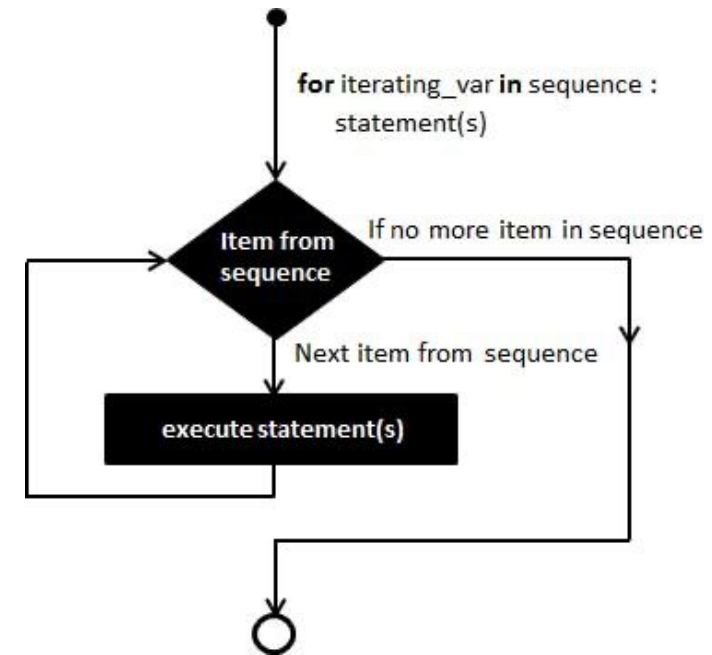 for iterating_var in sequence :
statement(s)
If no more item in sequence
Item from
sequence
Next item from sequence
execute statement(s)